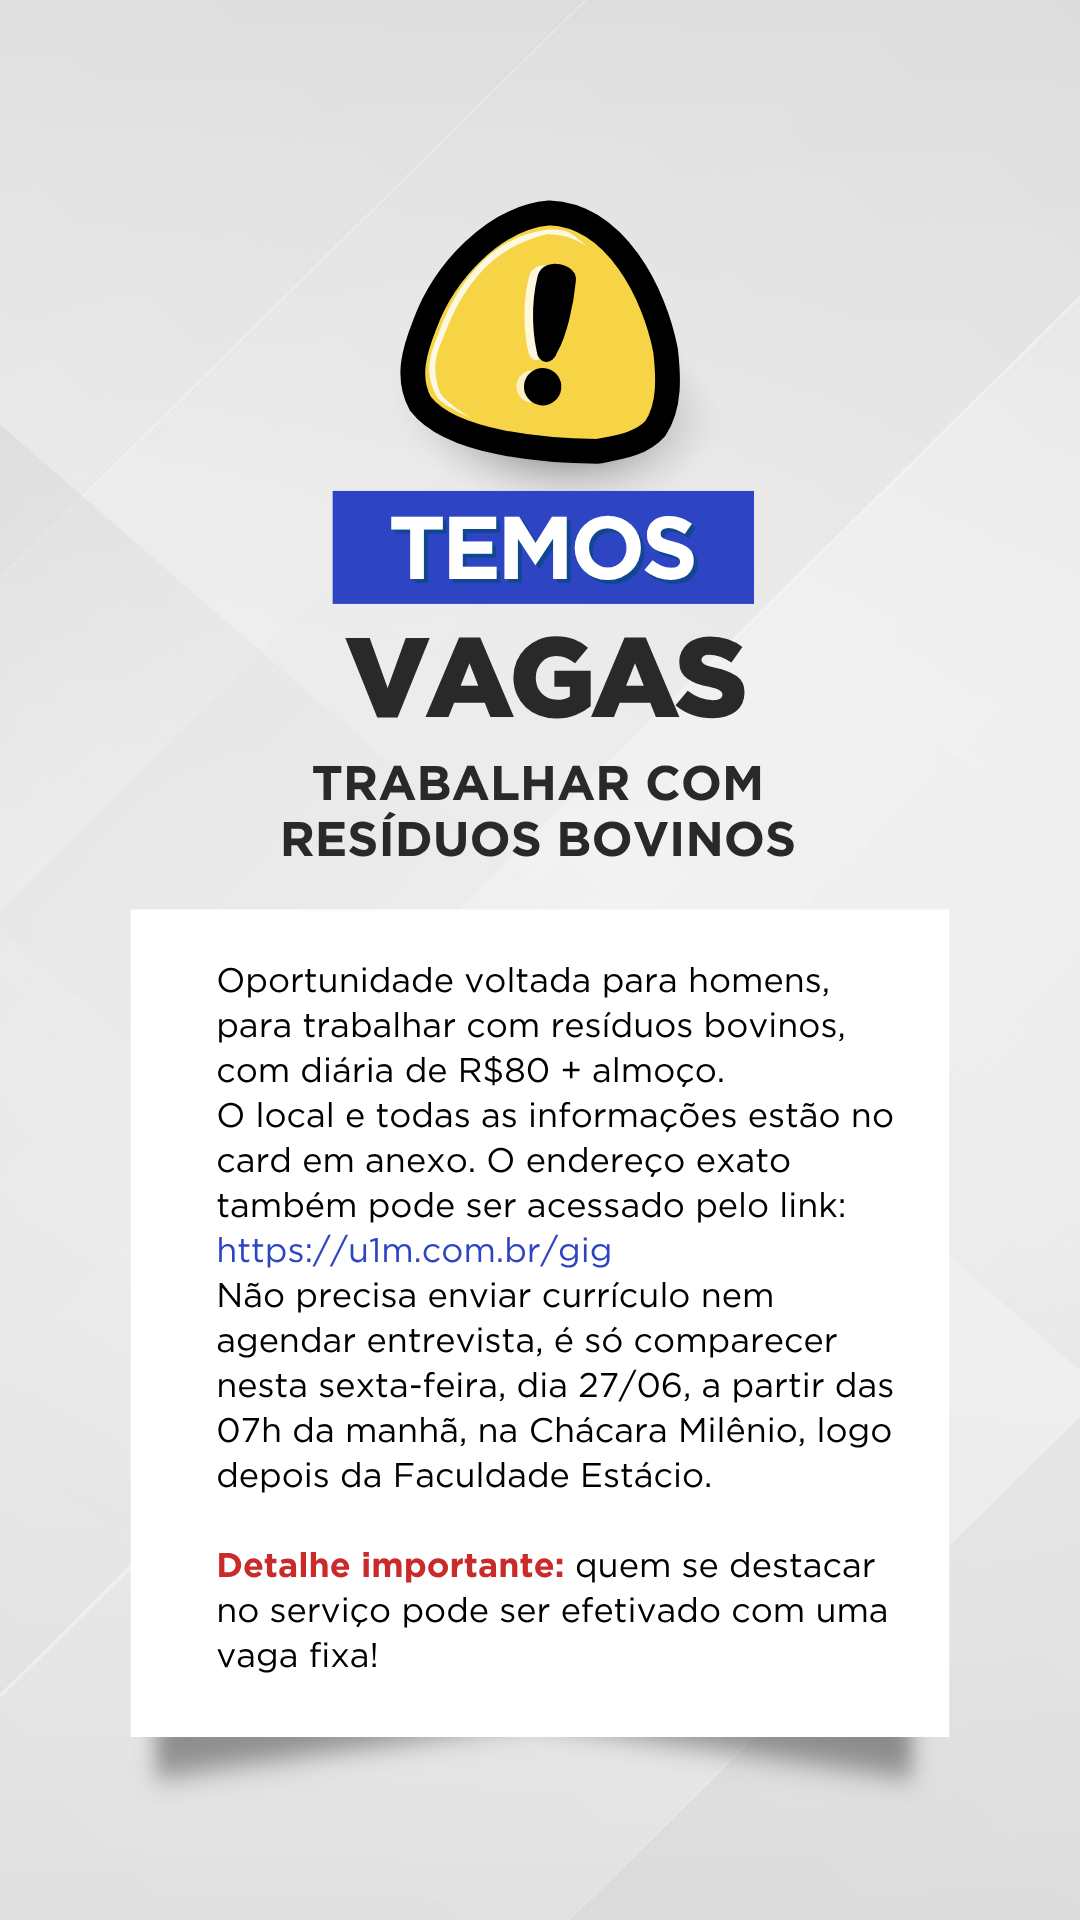 TEMOS
VAGAS
TRABALHAR COM
RESÍDUOS BOVINOS
Oportunidade voltada para homens,
para trabalhar com resíduos bovinos,
com diária de R$80 + almoço.
O local e todas as informações estão no
card em anexo. O endereço exato
também pode ser acessado pelo link:
https://u1m.com.br/gig
Não precisa enviar currículo nem
agendar entrevista, é só comparecer
nesta sexta-feira, dia 27/06, a partir das
07h da manhã, na Chácara Milênio, logo
depois da Faculdade Estácio.
Detalhe importante: quem se destacar
no serviço pode ser efetivado com uma
vaga fixa!